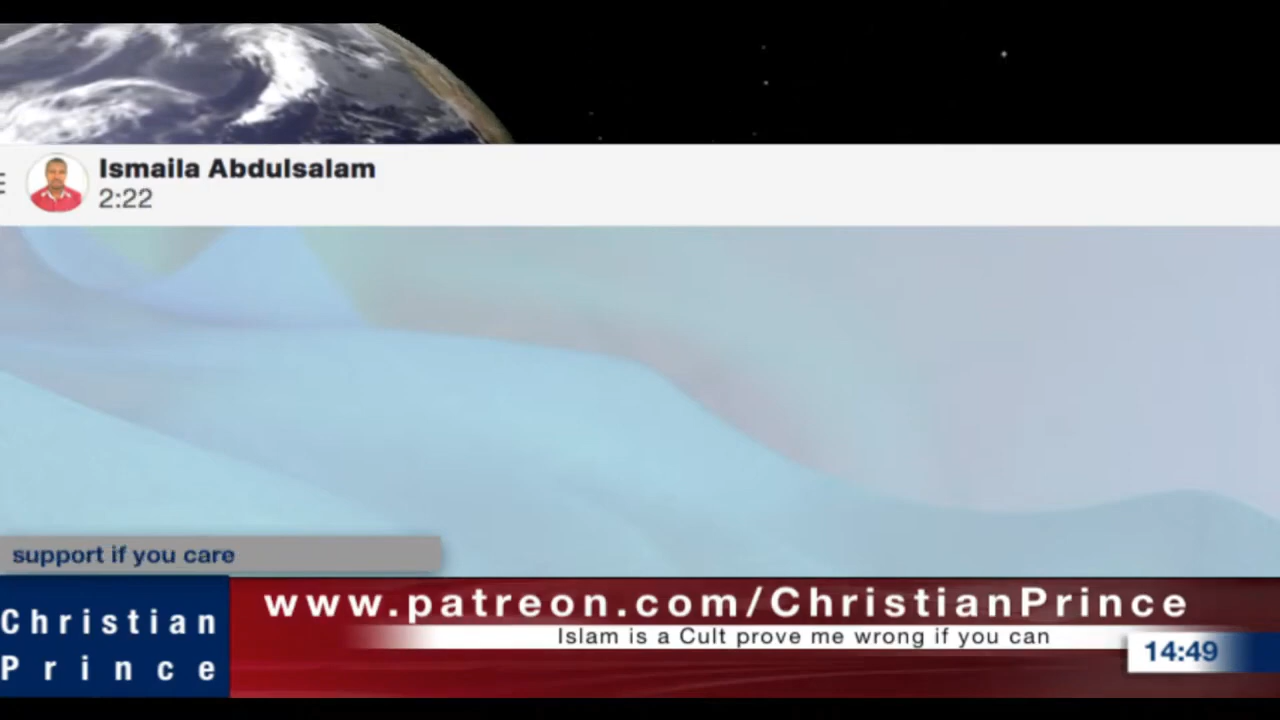 Ismaila Abdulsalam
2:22
support if you care
Christian
Prince
www.patreon.com/ChristianPrince
Islam is a Cult prove me wrong if you can
14:49